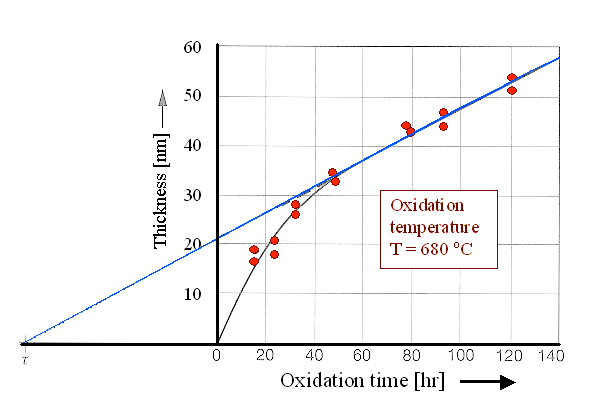 60
50
40
30
20
10
Thickness [nm]
Oxidation
temperature
T = 680 °C
τ
0 20 40 60 80 100 120 140
Oxidation time [hr]